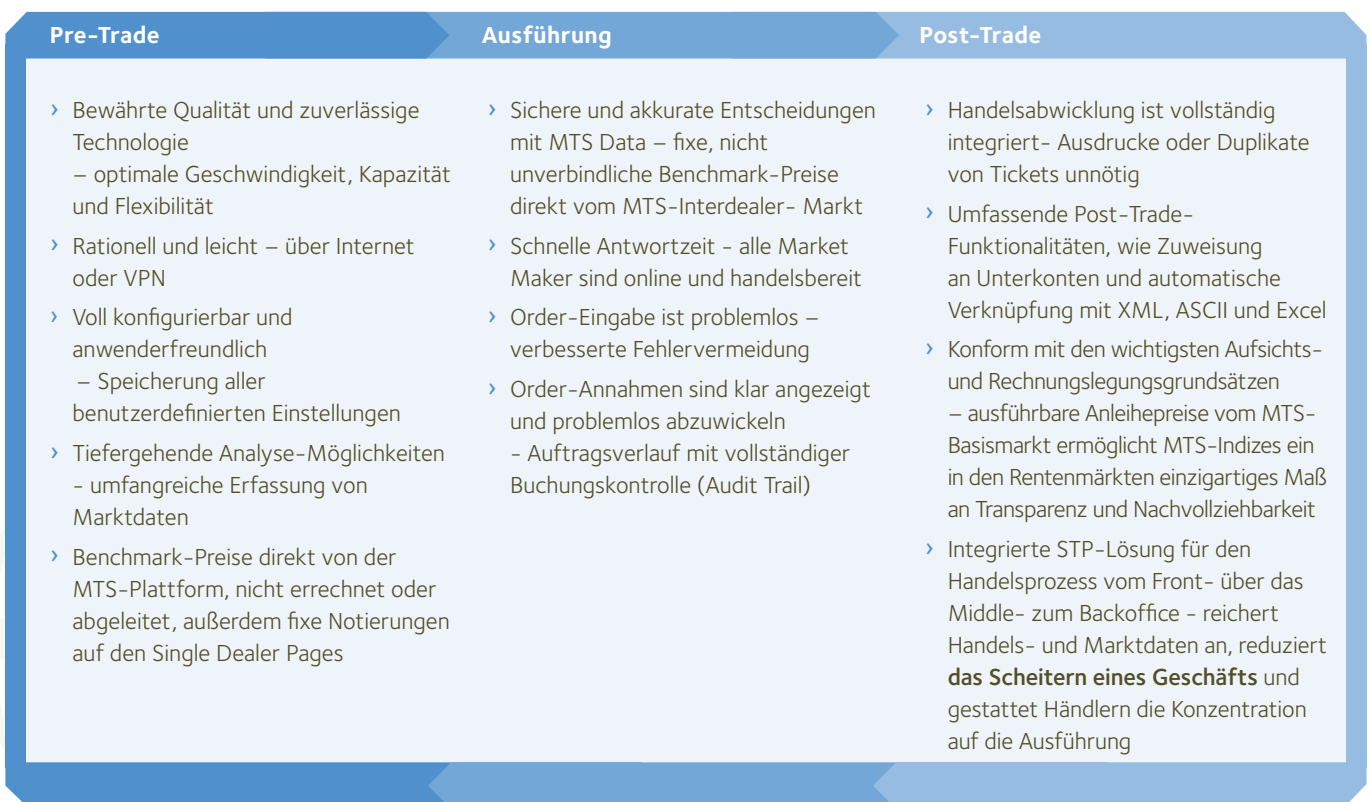 Pre-Trade
Ausführung
Post-Trade
› Bewährte Qualität und zuverlässige
Technologie
– optimale Geschwindigkeit, Kapazität
und Flexibilität
› Rationell und leicht – über Internet
oder VPN
› Voll konfigurierbar und
anwenderfreundlich
– Speicherung aller
benutzerdefinierten Einstellungen
› Tiefergehende Analyse-Möglichkeiten
- umfangreiche Erfassung von
Marktdaten
› Benchmark-Preise direkt von der
MTS-Plattform, nicht errechnet oder
abgeleitet, außerdem fixe Notierungen
auf den Single Dealer Pages
› Sichere und akkurate Entscheidungen
mit MTS Data – fixe, nicht
unverbindliche Benchmark-Preise
direkt vom MTS-Interdealer- Markt
› Schnelle Antwortzeit - alle Market
Maker sind online und handelsbereit
› Order-Eingabe ist problemlos –
verbesserte Fehlervermeidung
› Order-Annahmen sind klar angezeigt
und problemlos abzuwickeln
- Auftragsverlauf mit vollständiger
Buchungskontrolle (Audit Trail)
› Handelsabwicklung ist vollständig
integriert- Ausdrucke oder Duplikate
von Tickets unnötig
› Umfassende Post-Trade-
Funktionalitäten, wie Zuweisung
an Unterkonten und automatische
Verknüpfung mit XML, ASCII und Excel
› Konform mit den wichtigsten Aufsichts-
und Rechnungslegungsgrundsätzen
– ausführbare Anleihepreise vom MTS-
Basismarkt ermöglicht MTS-Indizes ein
in den Rentenmärkten einzigartiges Maß
an Transparenz und Nachvollziehbarkeit
› Integrierte STP-Lösung für den
Handelsprozess vom Front- über das
Middle- zum Backoffice - reichert
Handels- und Marktdaten an, reduziert
das Scheitern eines Geschäfts und
gestattet Händlern die Konzentration
auf die Ausführung